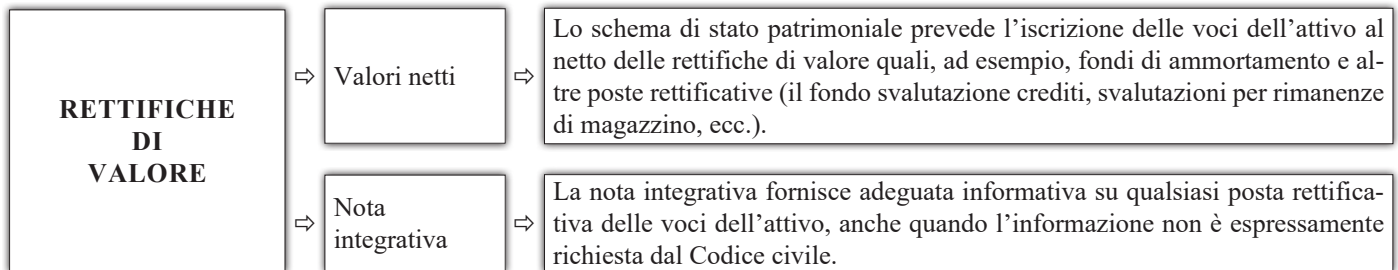 RETTIFICHE
DI
VALORE
⇨
Valori netti
⇨
Lo schema di stato patrimoniale prevede l’iscrizione delle voci dell’attivo al
netto delle rettifiche di valore quali, ad esempio, fondi di ammortamento e al-
tre poste rettificative (il fondo svalutazione crediti, svalutazioni per rimanenze
di magazzino, ecc.).
⇨
Nota
integrativa
⇨
La nota integrativa fornisce adeguata informativa su qualsiasi posta rettifica-
tiva delle voci dell’attivo, anche quando l’informazione non è espressamente
richiesta dal Codice civile.